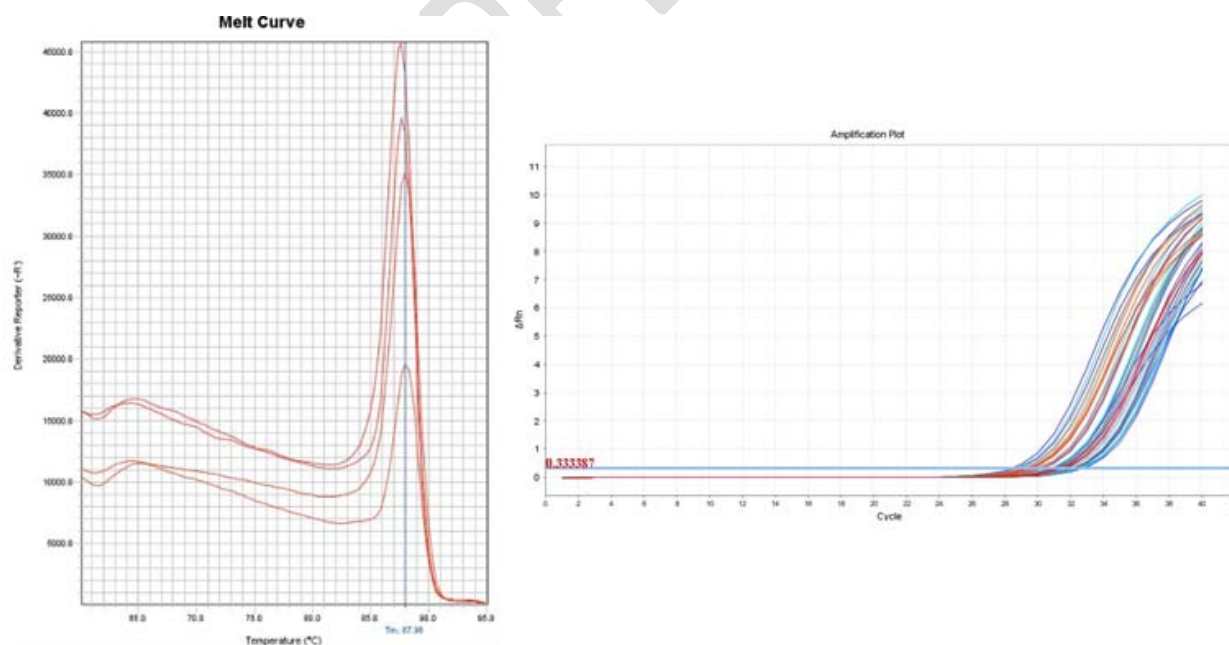 Melt Curve
45000.0
40000.0
35000.0
30000.0
25000.0
20000.0
15000.0
10000.0
5000.0
Derivative Reporter (-R')
65.0 70.0 75.0 80.0 85.0 90.0 95.0
Tm: 87.98
Temperature (°C)
Amplification Plot
11
10
9
8
7
6
5
4
3
2
1
0
ΔRn
0.333387
0 2 4 6 8 10 12 14 16 18 20 22 24 26 28 30 32 34 36 38 40
Cycle